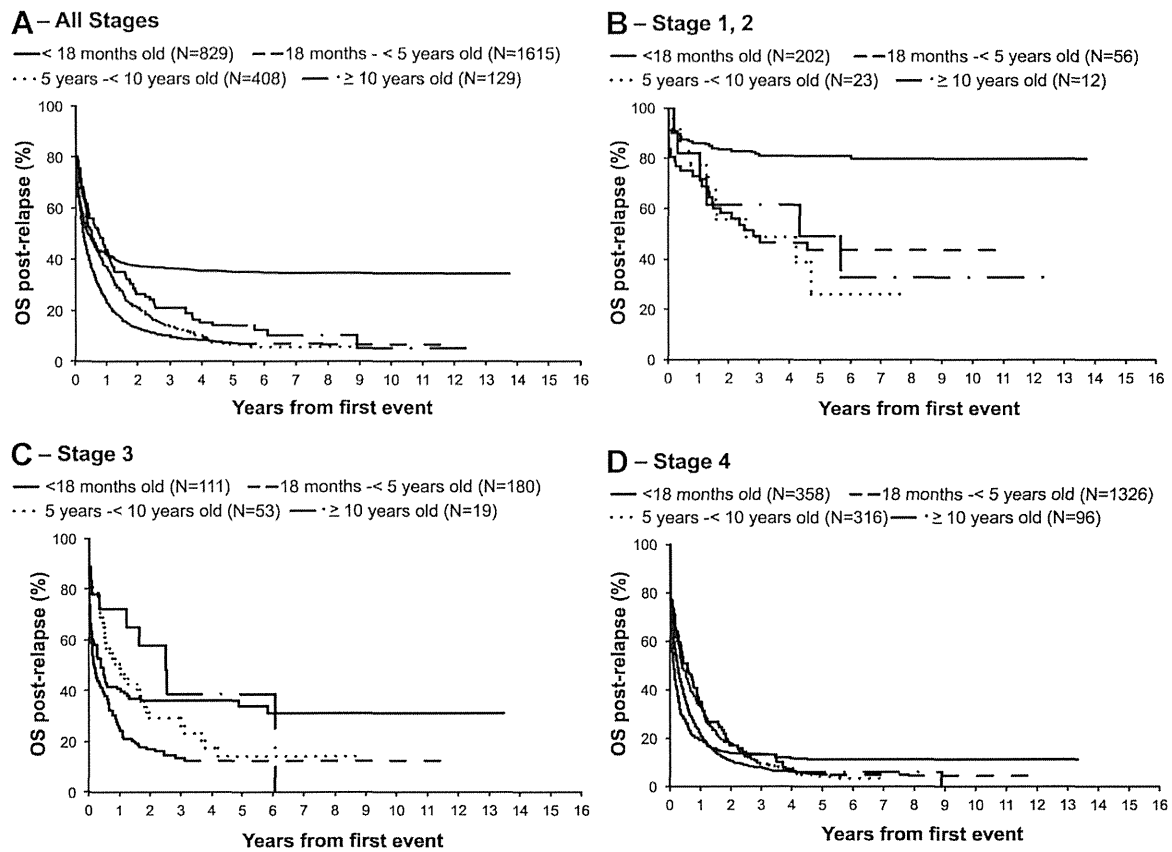 A – All Stages
< 18 months old (N=829) 18 months - < 5 years old (N=1615)
5 years -< 10 years old (N=408) ≥ 10 years old (N=129)
OS post-relapse (%)
100
80
60
40
20
0
0 1 2 3 4 5 6 7 8 9 10 11 12 13 14 15 16
Years from first event
B – Stage 1, 2
<18 months old (N=202) 18 months -< 5 years old (N=56)
5 years -< 10 years old (N=23) ≥ 10 years old (N=12)
OS post-relapse (%)
100
80
60
40
20
0
0 1 2 3 4 5 6 7 8 9 10 11 12 13 14 15 16
Years from first event
C – Stage 3
<18 months old (N=111) 18 months -< 5 years old (N=180)
5 years -< 10 years old (N=53) ≥ 10 years old (N=19)
OS post-relapse (%)
100
80
60
40
20
0
0 1 2 3 4 5 6 7 8 9 10 11 12 13 14 15 16
Years from first event
D – Stage 4
<18 months old (N=358) 18 months -< 5 years old (N=1326)
5 years -< 10 years old (N=316) ≥ 10 years old (N=96)
OS post-relapse (%)
100
80
60
40
20
0
0 1 2 3 4 5 6 7 8 9 10 11 12 13 14 15 16
Years from first event